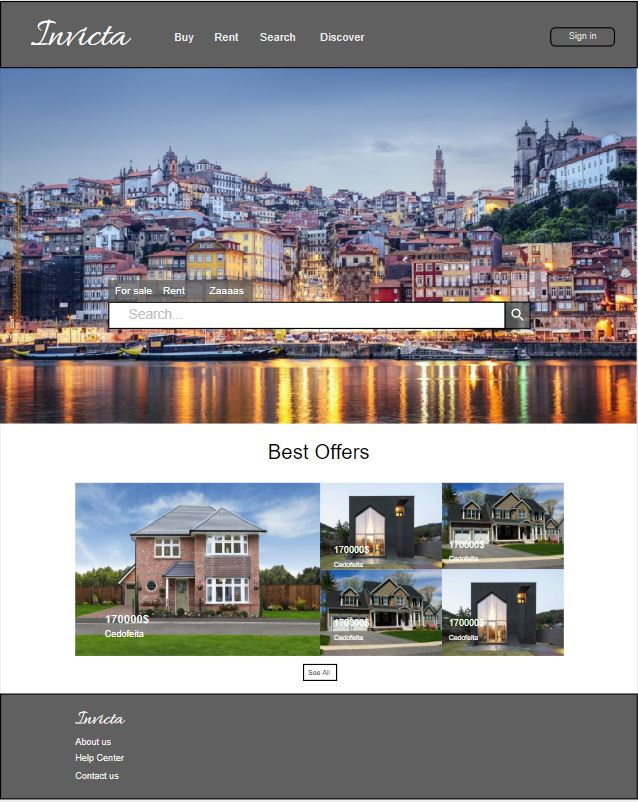 Invicta Buy Rent Search Discover Sign in
For sale Rent Zaaaas
Search...
Best Offers
170000$
Cedofeita
170000$
Cedofeita
170000$
Cedofeita
170000$
Cedofeita
170000$
Cedofeita
See All
Invicta
About us
Help Center
Contact us